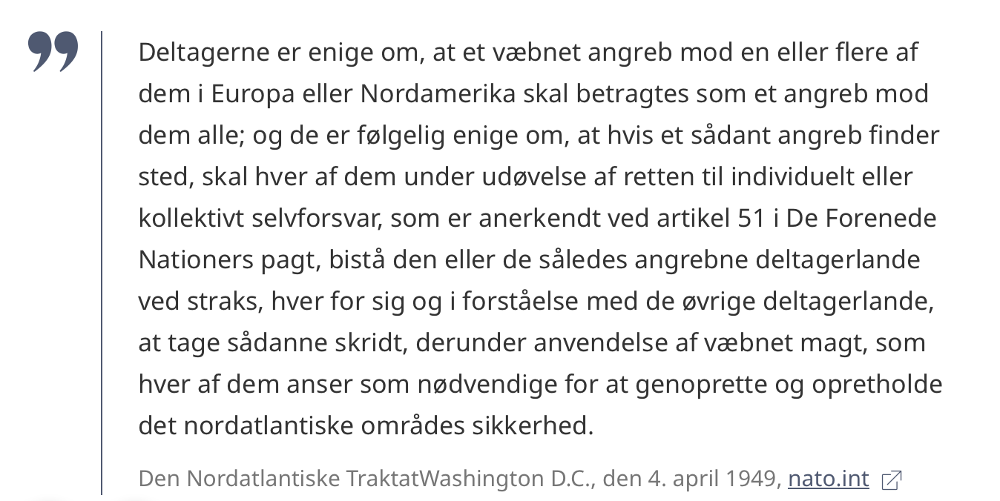 Deltagerne er enige om, at et væbnet angreb mod en eller flere af
dem i Europa eller Nordamerika skal betragtes som et angreb mod
dem alle; og de er følgelig enige om, at hvis et sådant angreb finder
sted, skal hver af dem under udøvelse af retten til individuelt eller
kollektivt selvforsvar, som er anerkendt ved artikel 51 i De Forenede
Nationers pagt, bistå den eller de således angrebne deltagerlande
ved straks, hver for sig og i forståelse med de øvrige deltagerlande,
at tage sådanne skridt, derunder anvendelse af væbnet magt, som
hver af dem anser som nødvendige for at genoprette og opretholde
det nordatlantiske områdes sikkerhed.
Den Nordatlantiske TraktatWashington D.C., den 4. april 1949, nato.int